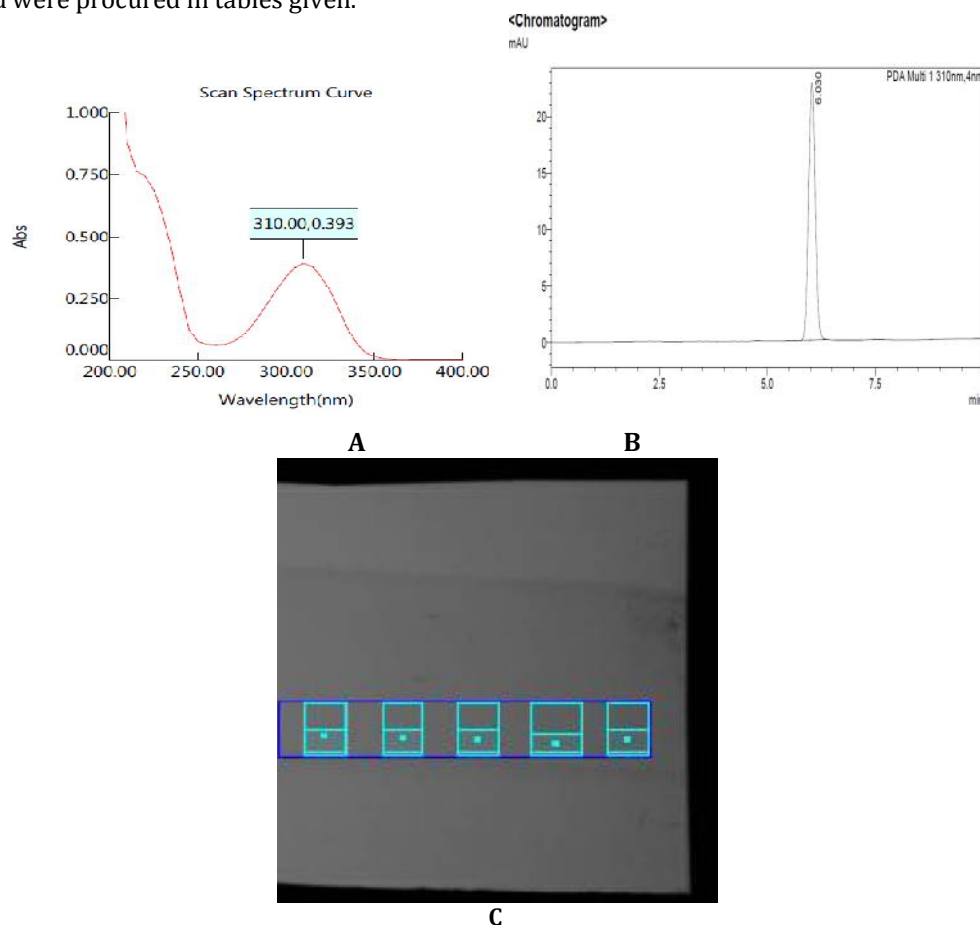 d were procured in tables given.
<Chromatogram>
mAU
PDA Multi 1 310nm,4nm
6.030
20
15
10
5
0
0.0 2.5 5.0 7.5
min
Scan Spectrum Curve
1.000
0.750
0.500
0.250
0.000
Abs
310.00,0.393
200.00 250.00 300.00 350.00 400.00
Wavelength(nm)
A B
C